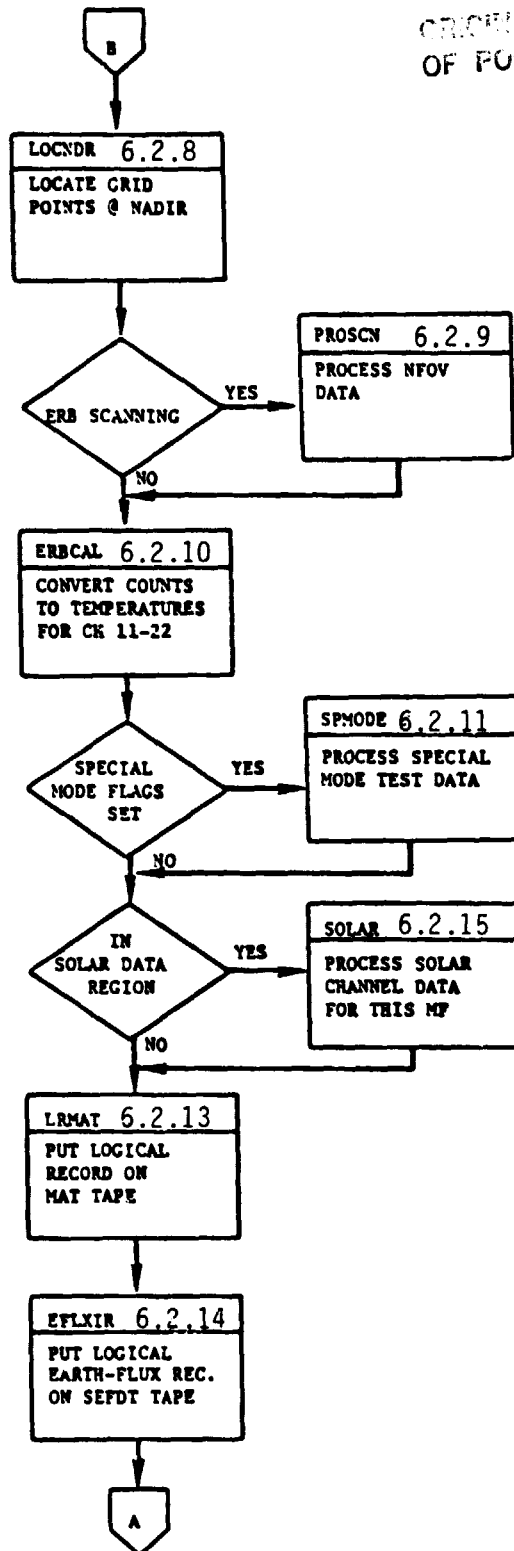 B
OF PO
LOCNDR 6.2.8
LOCATE GRID
POINTS @ NADIR
ERB SCANNING
YES
NO
PROSCN 6.2.9
PROCESS NFOV
DATA
ERBCAL 6.2.10
CONVERT COUNTS
TO TEMPERATURES
FOR CK 11-22
SPECIAL
MODE FLAGS
SET
YES
NO
SPMODE 6.2.11
PROCESS SPECIAL
MODE TEST DATA
IN
SOLAR DATA
REGION
YES
NO
SOLAR 6.2.15
PROCESS SOLAR
CHANNEL DATA
FOR THIS MF
LRMAT 6.2.13
PUT LOGICAL
RECORD ON
MAT TAPE
EFLXIR 6.2.14
PUT LOGICAL
EARTH-FLUX REC.
ON SEFDT TAPE
A